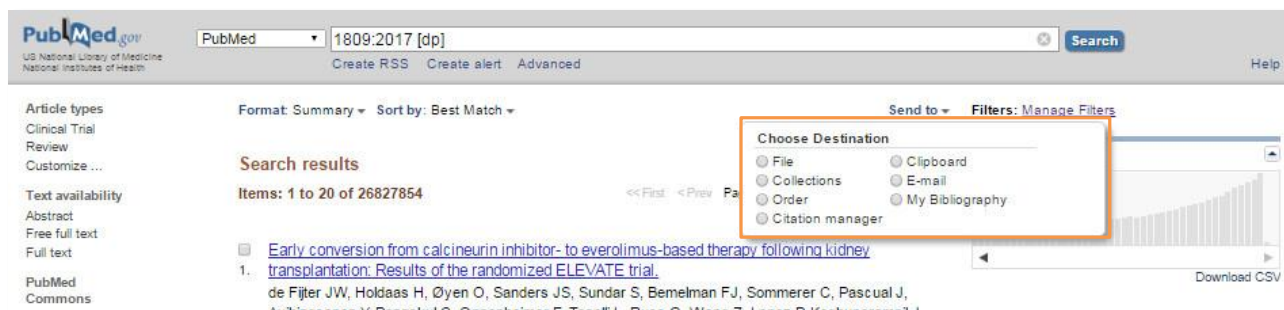 PubMed.gov
US National Library of Medicine
National Institutes of Health
PubMed
1809:2017 [dp]
Search
Create RSS Create alert Advanced
Help
Article types
Clinical Trial
Review
Customize ...
Text availability
Abstract
Free full text
Full text
PubMed
Commons
Format: Summary Sort by: Best Match
Send to
Filters: Manage Filters
Choose Destination
File
Clipboard
Collections
E-mail
Order
My Bibliography
Citation manager
Search results
Items: 1 to 20 of 26827854
<< First < Prev
Download CSV
Early conversion from calcineurin inhibitor- to everolimus-based therapy following kidney
1. transplantation: Results of the randomized ELEVATE trial.
de Fijter JW, Holdaas H, Øyen O, Sanders JS, Sundar S, Bemelman FJ, Sommerer C, Pascual J,